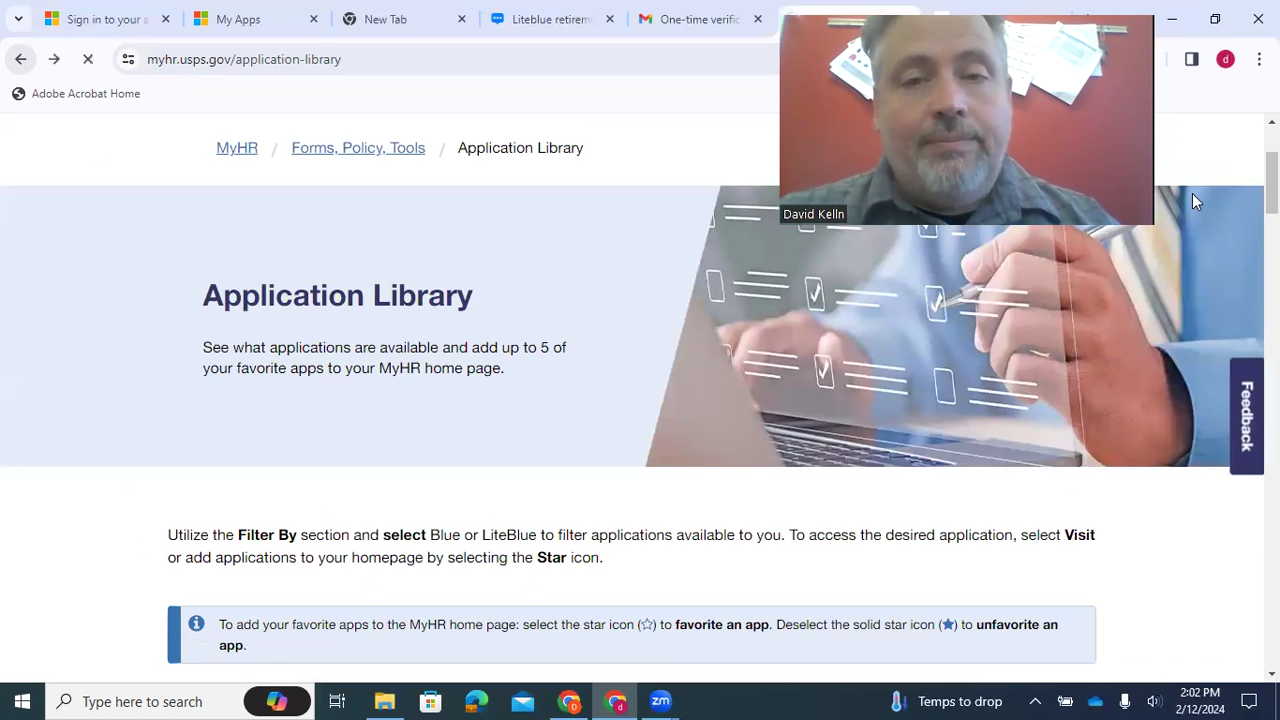 Sign in to your a
My Apps
New Tab
Liteblue retirem
One-time verific
myhr.usps.gov/application-library
d
Adobe Acrobat Home
MyHR / Forms, Policy, Tools / Application Library
David Kelln
Application Library
See what applications are available and add up to 5 of
your favorite apps to your MyHR home page.
Feedback
Utilize the Filter By section and select Blue or LiteBlue to filter applications available to you. To access the desired application, select Visit
or add applications to your homepage by selecting the Star icon.
To add your favorite apps to the MyHR home page: select the star icon (☆) to favorite an app. Deselect the solid star icon (★) to unfavorite an
app.
Type here to search
zm
Temps to drop
2:02 PM
2/12/2024